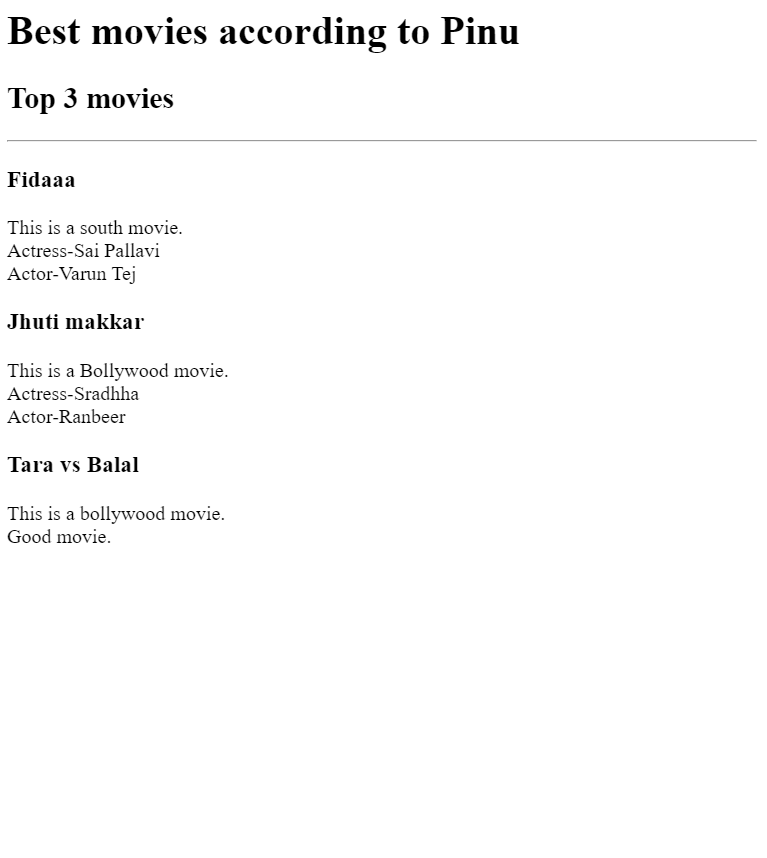 Best movies according to Pinu
Top 3 movies
Fidaaa
This is a south movie.
Actress-Sai Pallavi
Actor-Varun Tej
Jhuti makkar
This is a Bollywood movie.
Actress-Sradhha
Actor-Ranbeer
Tara vs Balal
This is a bollywood movie.
Good movie.